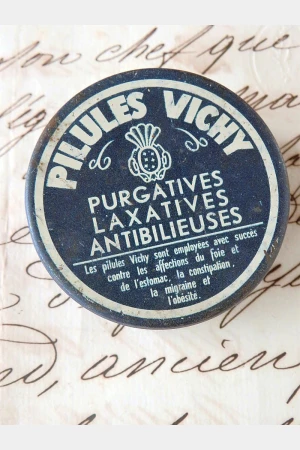 on chef que
PILULES VICHY
PURGATIVES
LAXATIVES
ANTIBILIEUSES
Les pilules Vichy sont employées avec succès
contre les affections du foie et
de l'estomac, la constipation,
la migraine et
l'obésité.
ancien